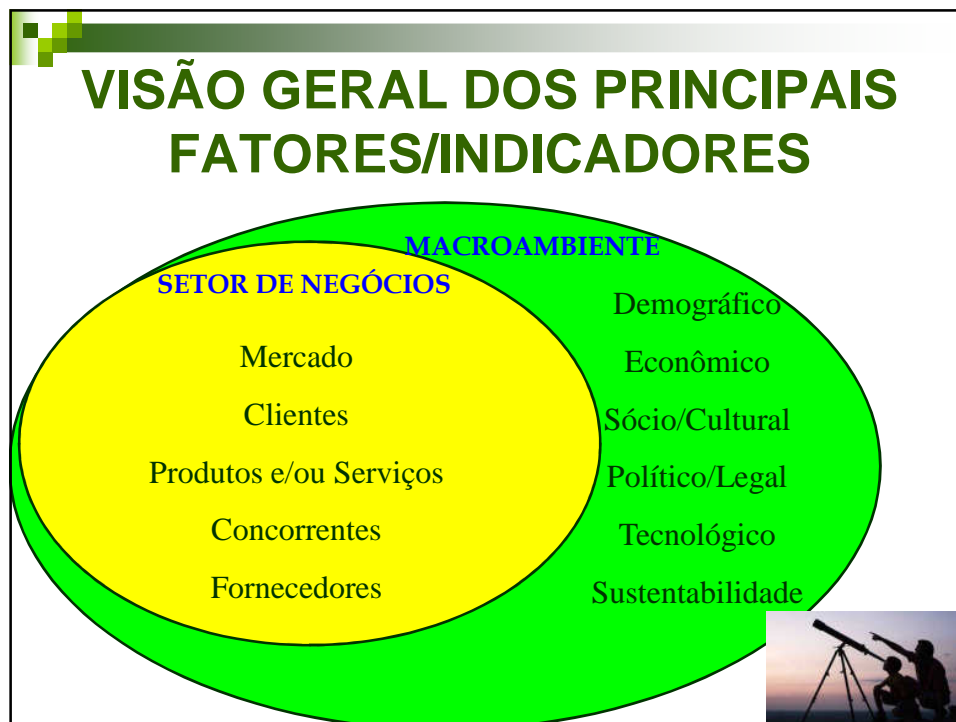 VISÃO GERAL DOS PRINCIPAIS
FATORES/INDICADORES
MACROAMBIENTE
SETOR DE NEGÓCIOS
Mercado
Clientes
Produtos e/ou Serviços
Concorrentes
Fornecedores
Demográfico
Econômico
Sócio/Cultural
Político/Legal
Tecnológico
Sustentabilidade